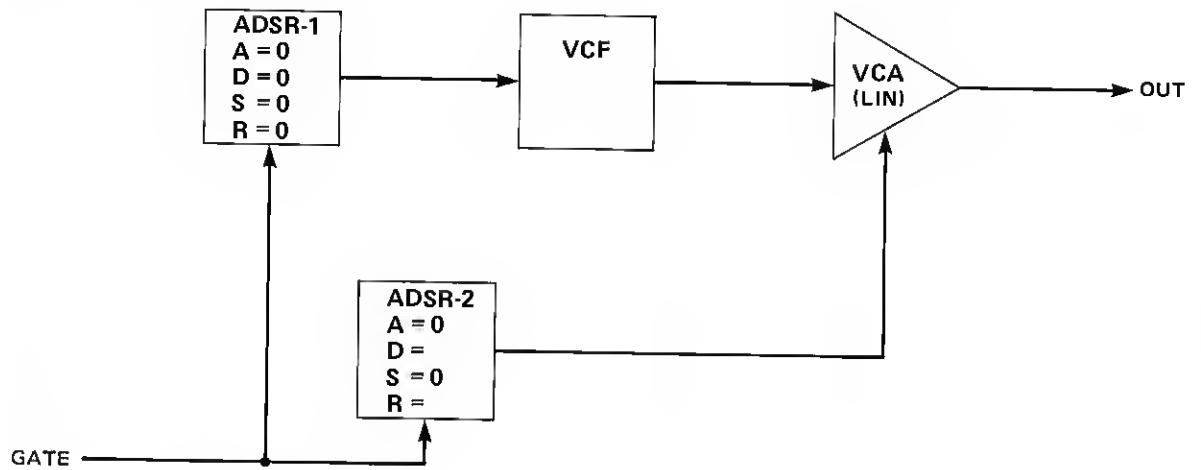 ADSR-1
A = 0
D = 0
S = 0
R = 0
VCF
VCA
(LIN)
OUT
ADSR-2
A = 0
D =
S = 0
R =
GATE